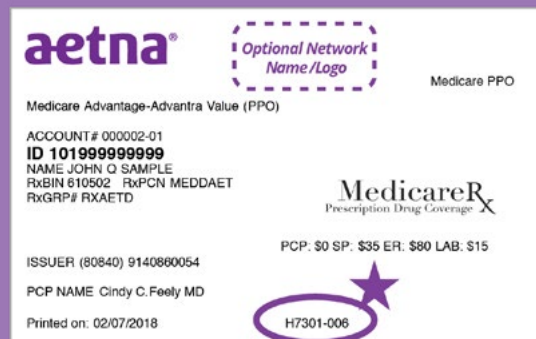 aetna®
Optional Network
Name/Logo
Medicare PPO
Medicare Advantage-Advantra Value (PPO)
ACCOUNT# 000002-01
ID 101999999999
NAME JOHN Q SAMPLE
RxBIN 610502 RxPCN MEDDAET
RxGRP# RXAETD
MedicareRx
Prescription Drug Coverage
PCP: $0 SP: $35 ER: $80 LAB: $15
ISSUER (80840) 9140860054
PCP NAME Cindy C.Feely MD
Printed on: 02/07/2018
H7301-006